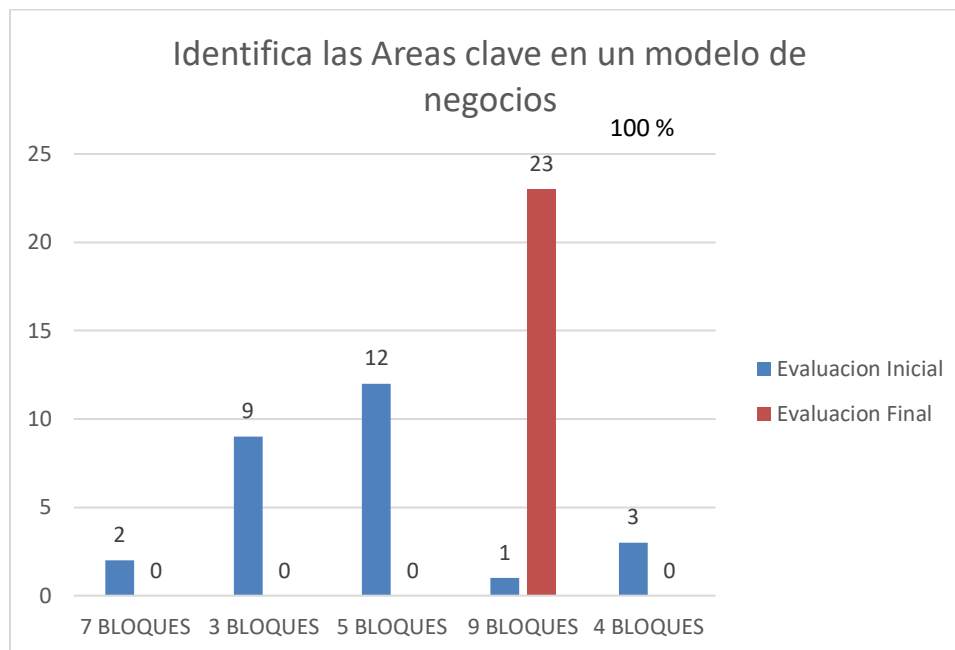 Identifica las Areas clave en un modelo de
negocios
100 %
25
20
15
10
5
0
2
0
9
0
12
0
1
23
3
0
7 BLOQUES
3 BLOQUES
5 BLOQUES
9 BLOQUES
4 BLOQUES
Evaluacion Inicial
Evaluacion Final